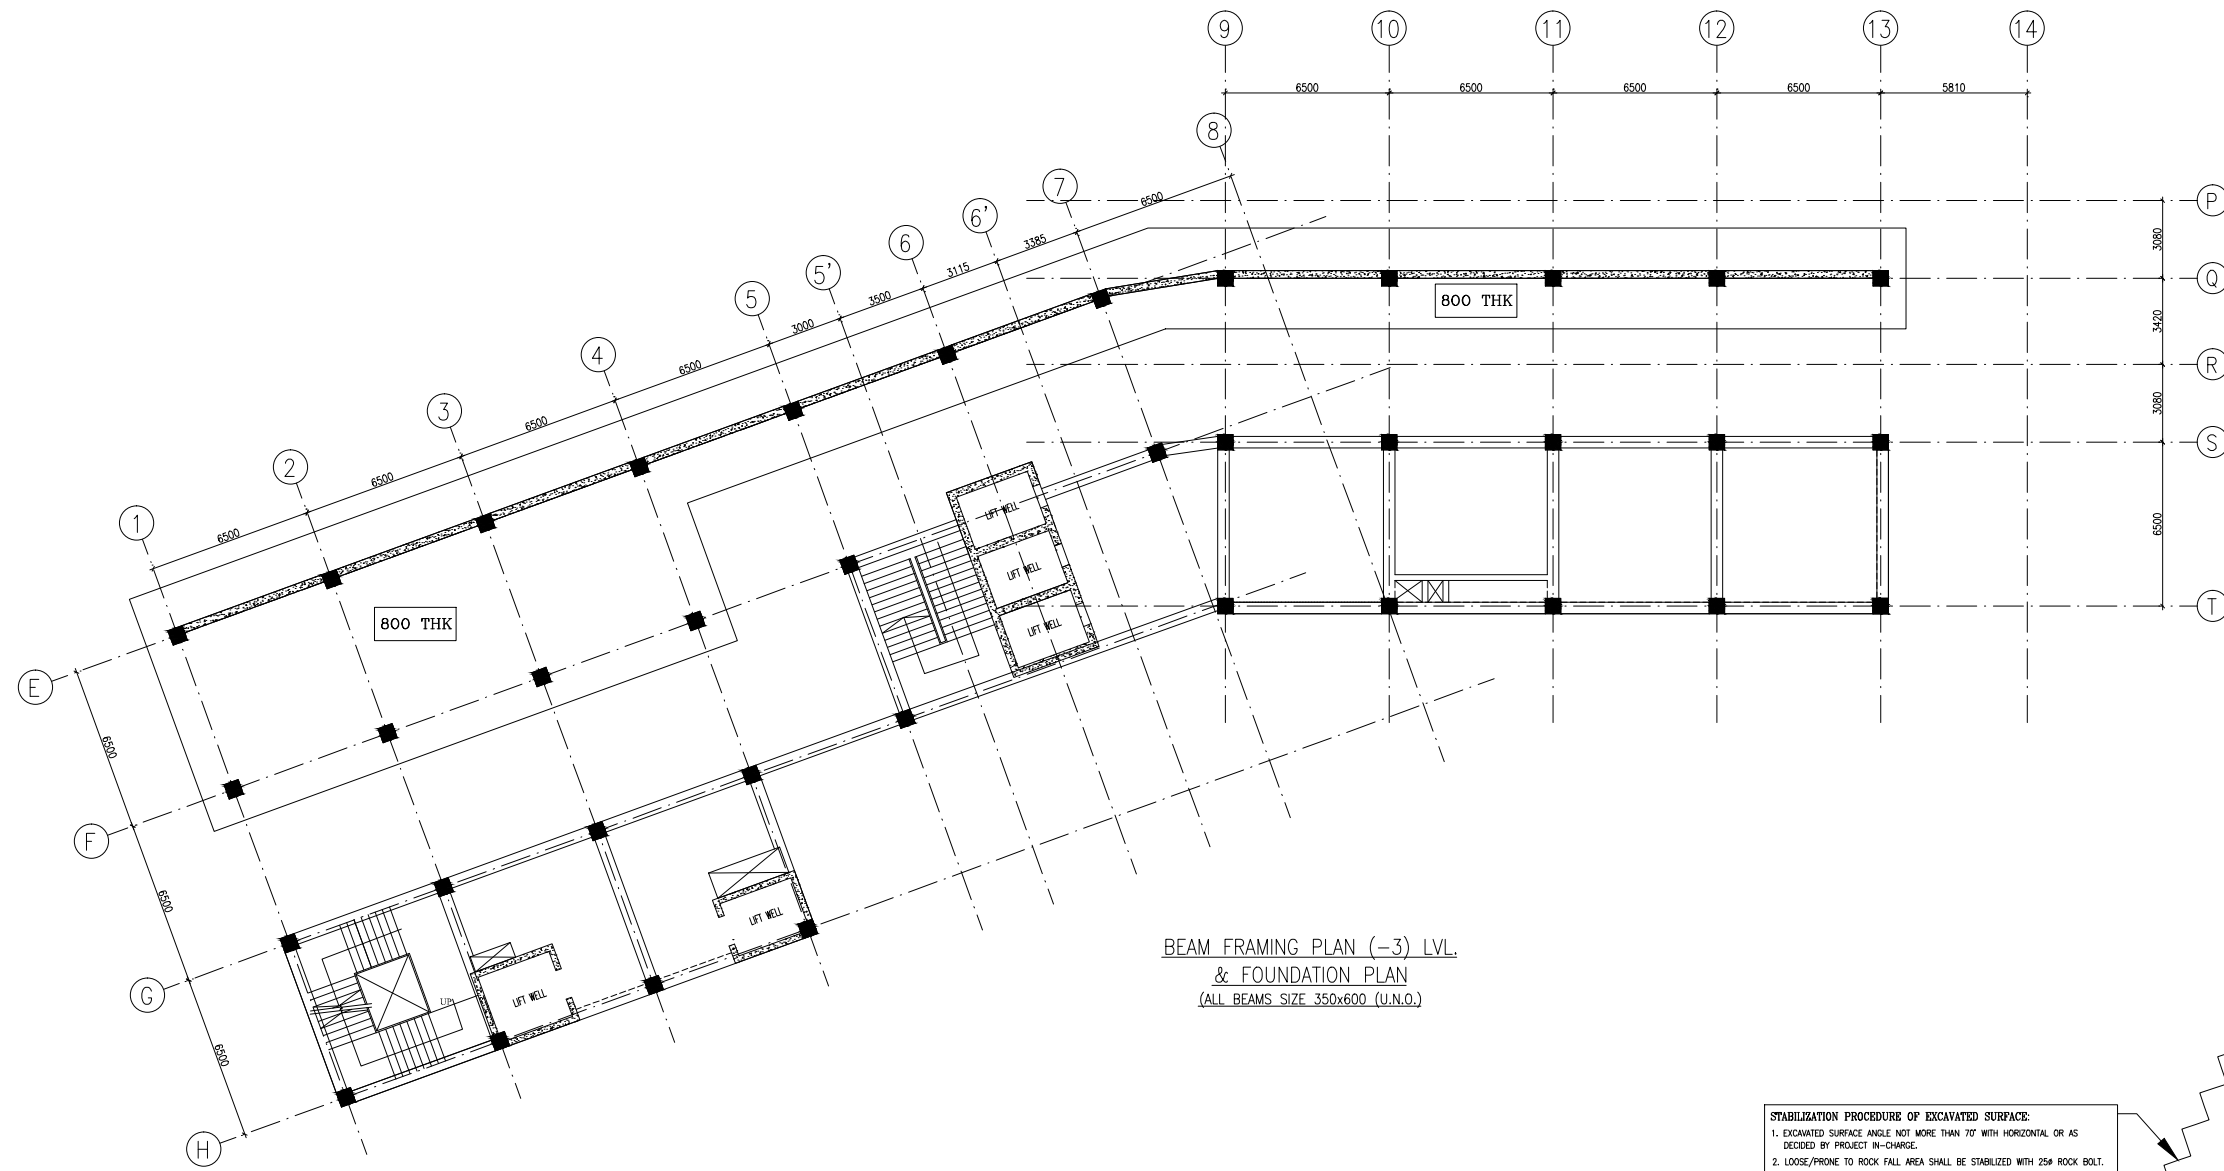 9 10 11 12 13 14
6500 6500 6500 6500 5810
8
7
6'
6
5'
5
4
3
2
1
6500
3385
3115
3500
3000
6500
6500
6500
6500
P
3080
Q
3420
R
3080
S
6500
T
800 THK
800 THK
LIFT WELL
LIFT WELL
LIFT WELL
E
6500
F
6500
G
6500
H
UP
LIFT WELL
LIFT WELL
BEAM FRAMING PLAN (-3) LVL.
& FOUNDATION PLAN
(ALL BEAMS SIZE 350x600 (U.N.O.)
STABILIZATION PROCEDURE OF EXCAVATED SURFACE:
1. EXCAVATED SURFACE ANGLE NOT MORE THAN 70° WITH HORIZONTAL OR AS
DECIDED BY PROJECT IN-CHARGE.
2. LOOSE/PRONE TO ROCK FALL AREA SHALL BE STABILIZED WITH 25ø ROCK BOLT.